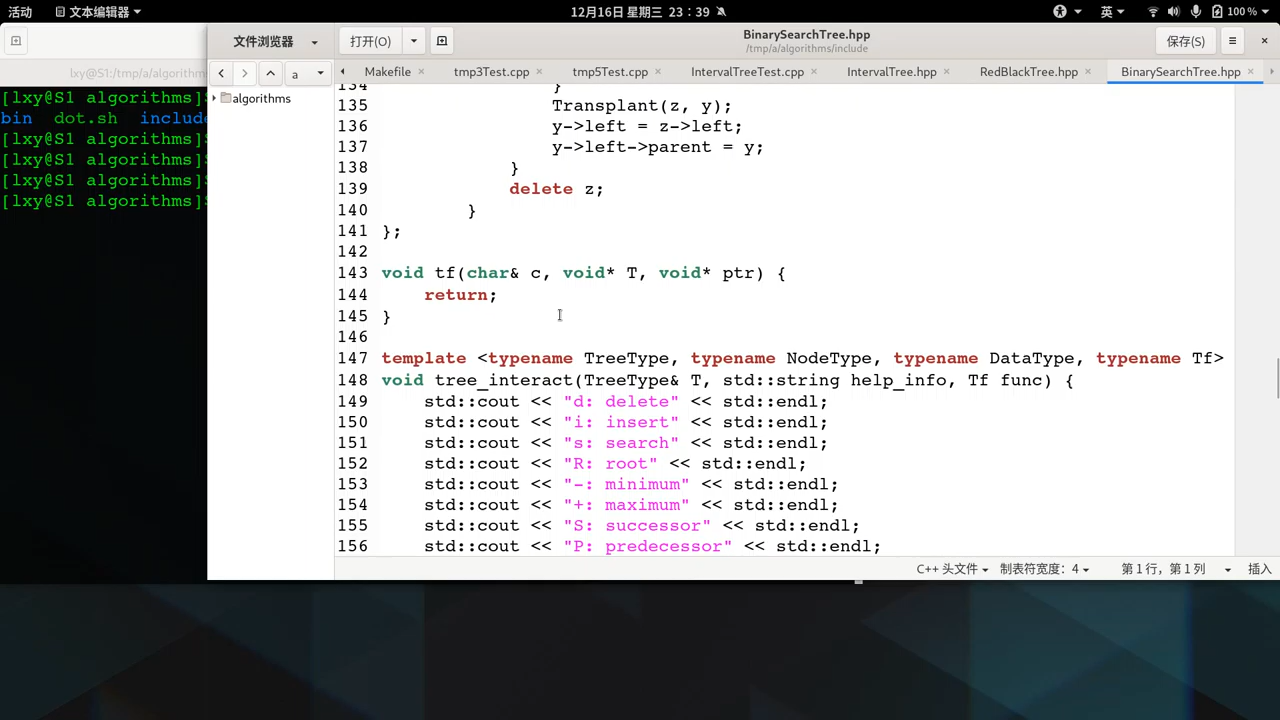 活动 文本编辑器 12月16日 星期三 23:39 英 100 %
文件浏览器 打开(O) BinarySearchTree.hpp 保存(S)
/tmp/a/algorithms/include
lxy@S1:/tmp/a/algorithm
a Makefile tmp3Test.cpp tmp5Test.cpp IntervalTreeTest.cpp IntervalTree.hpp RedBlackTree.hpp BinarySearchTree.hpp
algorithms
[lxy@S1 algorithms]$
bin dot.sh include
[lxy@S1 algorithms]$
[lxy@S1 algorithms]$
[lxy@S1 algorithms]$
[lxy@S1 algorithms]$
134 }
135 Transplant(z, y);
136 y->left = z->left;
137 y->left->parent = y;
138 }
139 delete z;
140 }
141 };
142
143 void tf(char& c, void* T, void* ptr) {
144 return;
145 }
146
147 template <typename TreeType, typename NodeType, typename DataType, typename Tf>
148 void tree_interact(TreeType& T, std::string help_info, Tf func) {
149 std::cout << "d: delete" << std::endl;
150 std::cout << "i: insert" << std::endl;
151 std::cout << "s: search" << std::endl;
152 std::cout << "R: root" << std::endl;
153 std::cout << "-: minimum" << std::endl;
154 std::cout << "+: maximum" << std::endl;
155 std::cout << "S: successor" << std::endl;
156 std::cout << "P: predecessor" << std::endl;
C++ 头文件 制表符宽度：4 第 1 行，第 1 列 插入